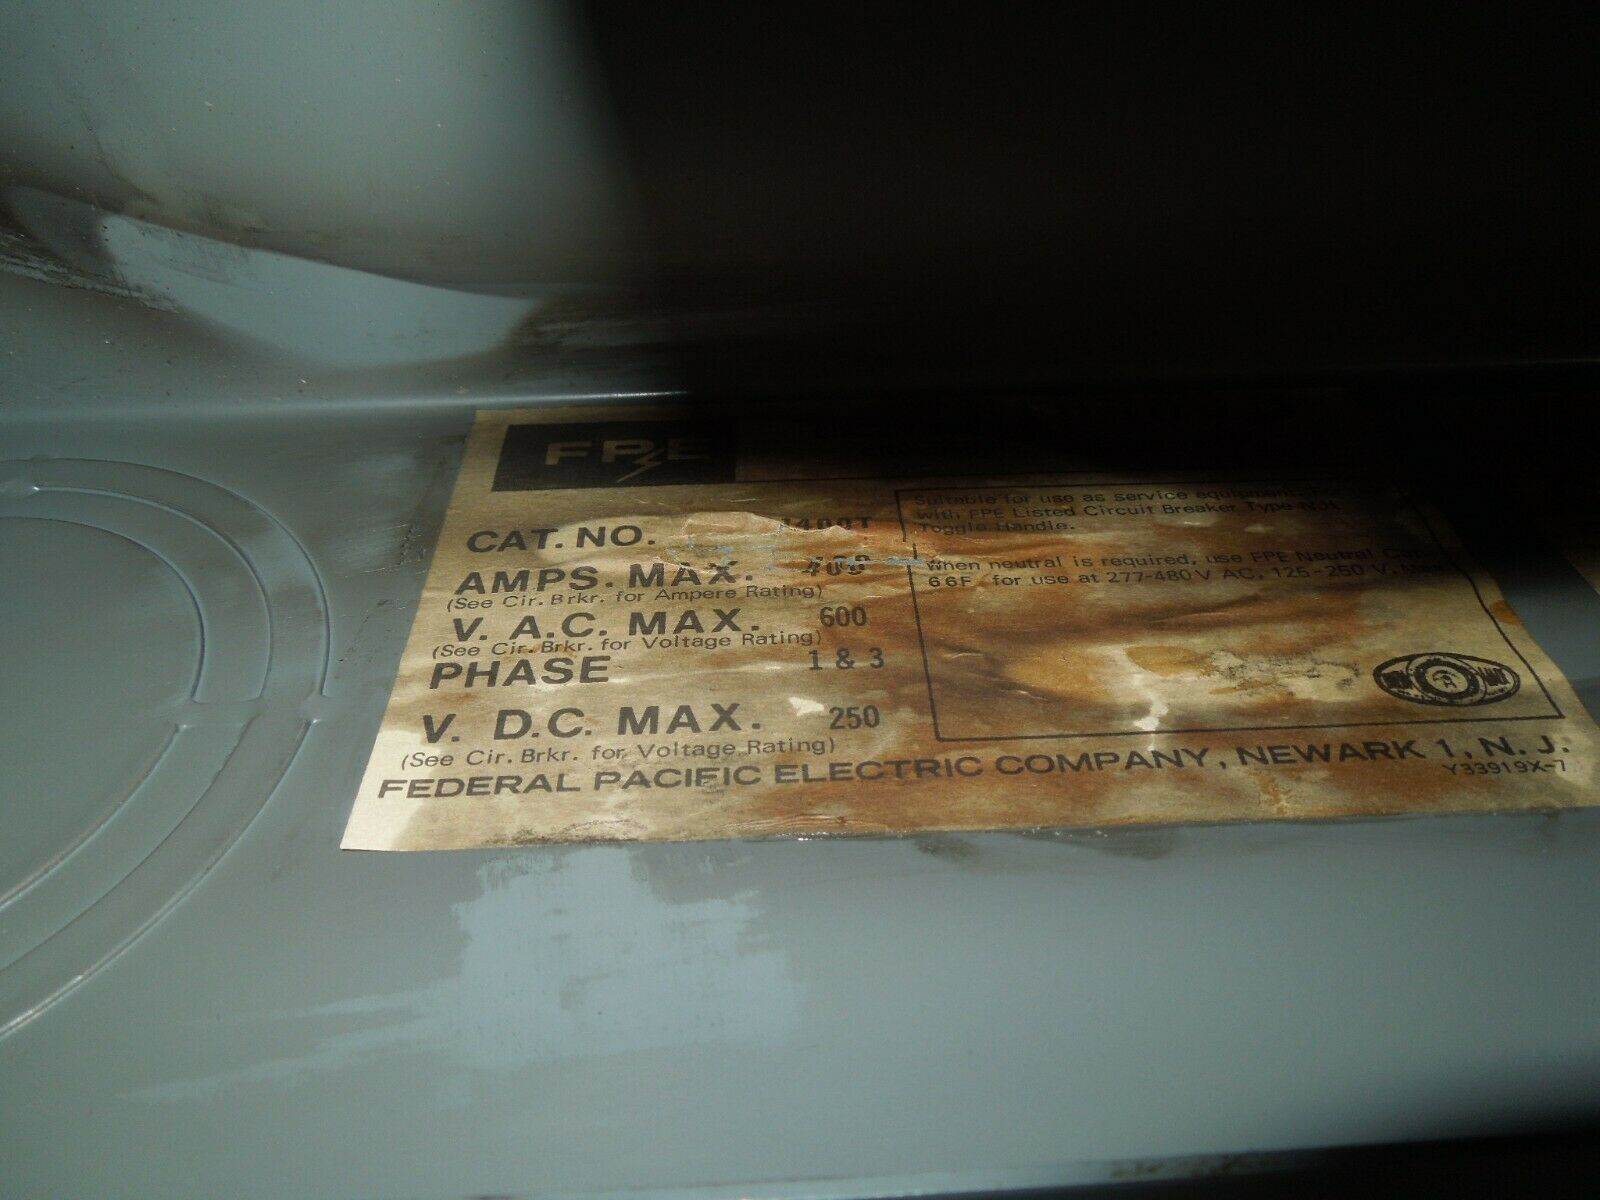 FPE
CAT. NO. 1400T
AMPS. MAX. 400
(See Cir. Brkr. for Ampere Rating)
V. A.C. MAX. 600
(See Cir. Brkr. for Voltage Rating)
PHASE 1 & 3
V. D.C. MAX. 250
(See Cir. Brkr. for Voltage Rating)
Suitable for use as service equipment
with FPE Listed Circuit Breaker Type
Toggle Handle.
When neutral is required, use FPE Neutral Cat.
66F for use at 277-480V AC, 125-250 V.
FEDERAL PACIFIC ELECTRIC COMPANY, NEWARK 1, N. J.
Y33919X-7